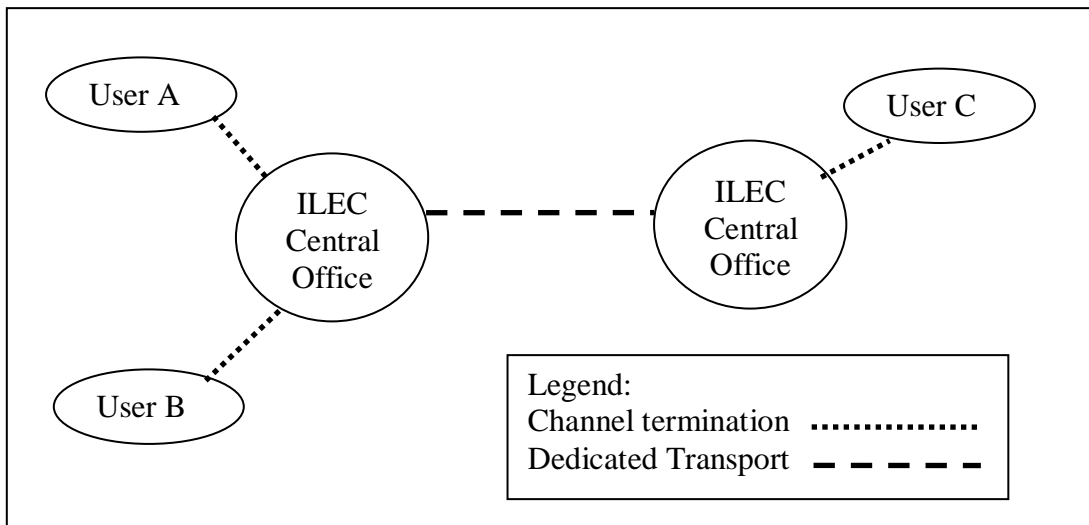 User A
User C
ILEC
Central
Office
ILEC
Central
Office
User B
Legend:
Channel termination
Dedicated Transport